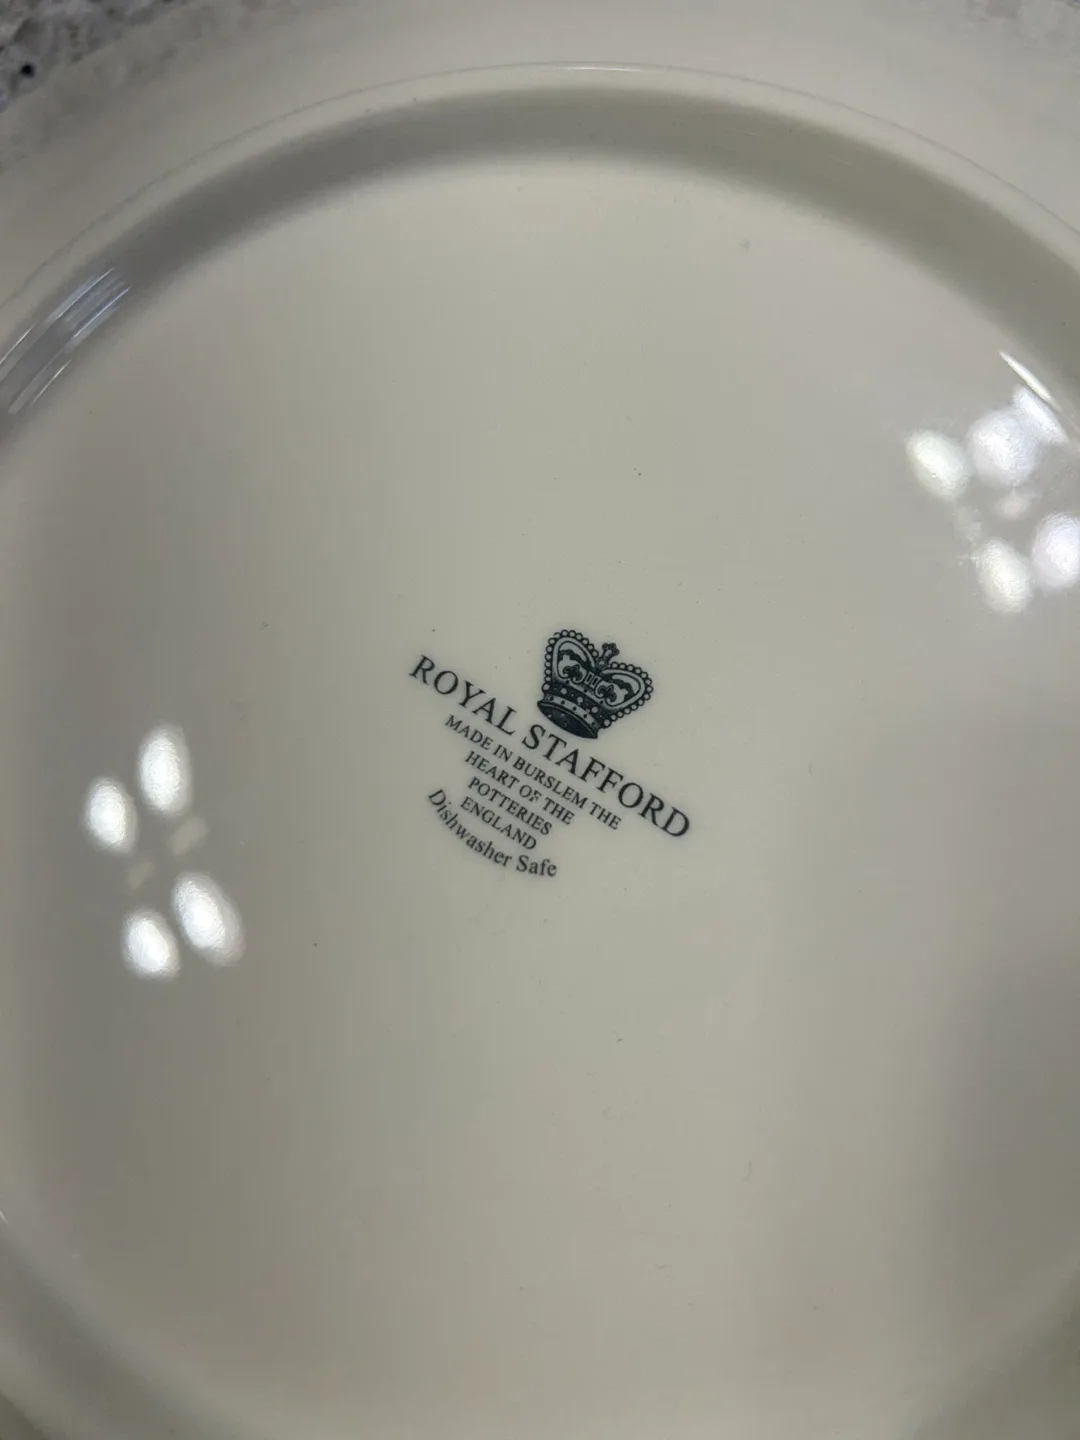 ROYAL STAFFORD
MADE IN BURSLEM THE
HEART OF THE
POTTERIES
ENGLAND
Dishwasher Safe